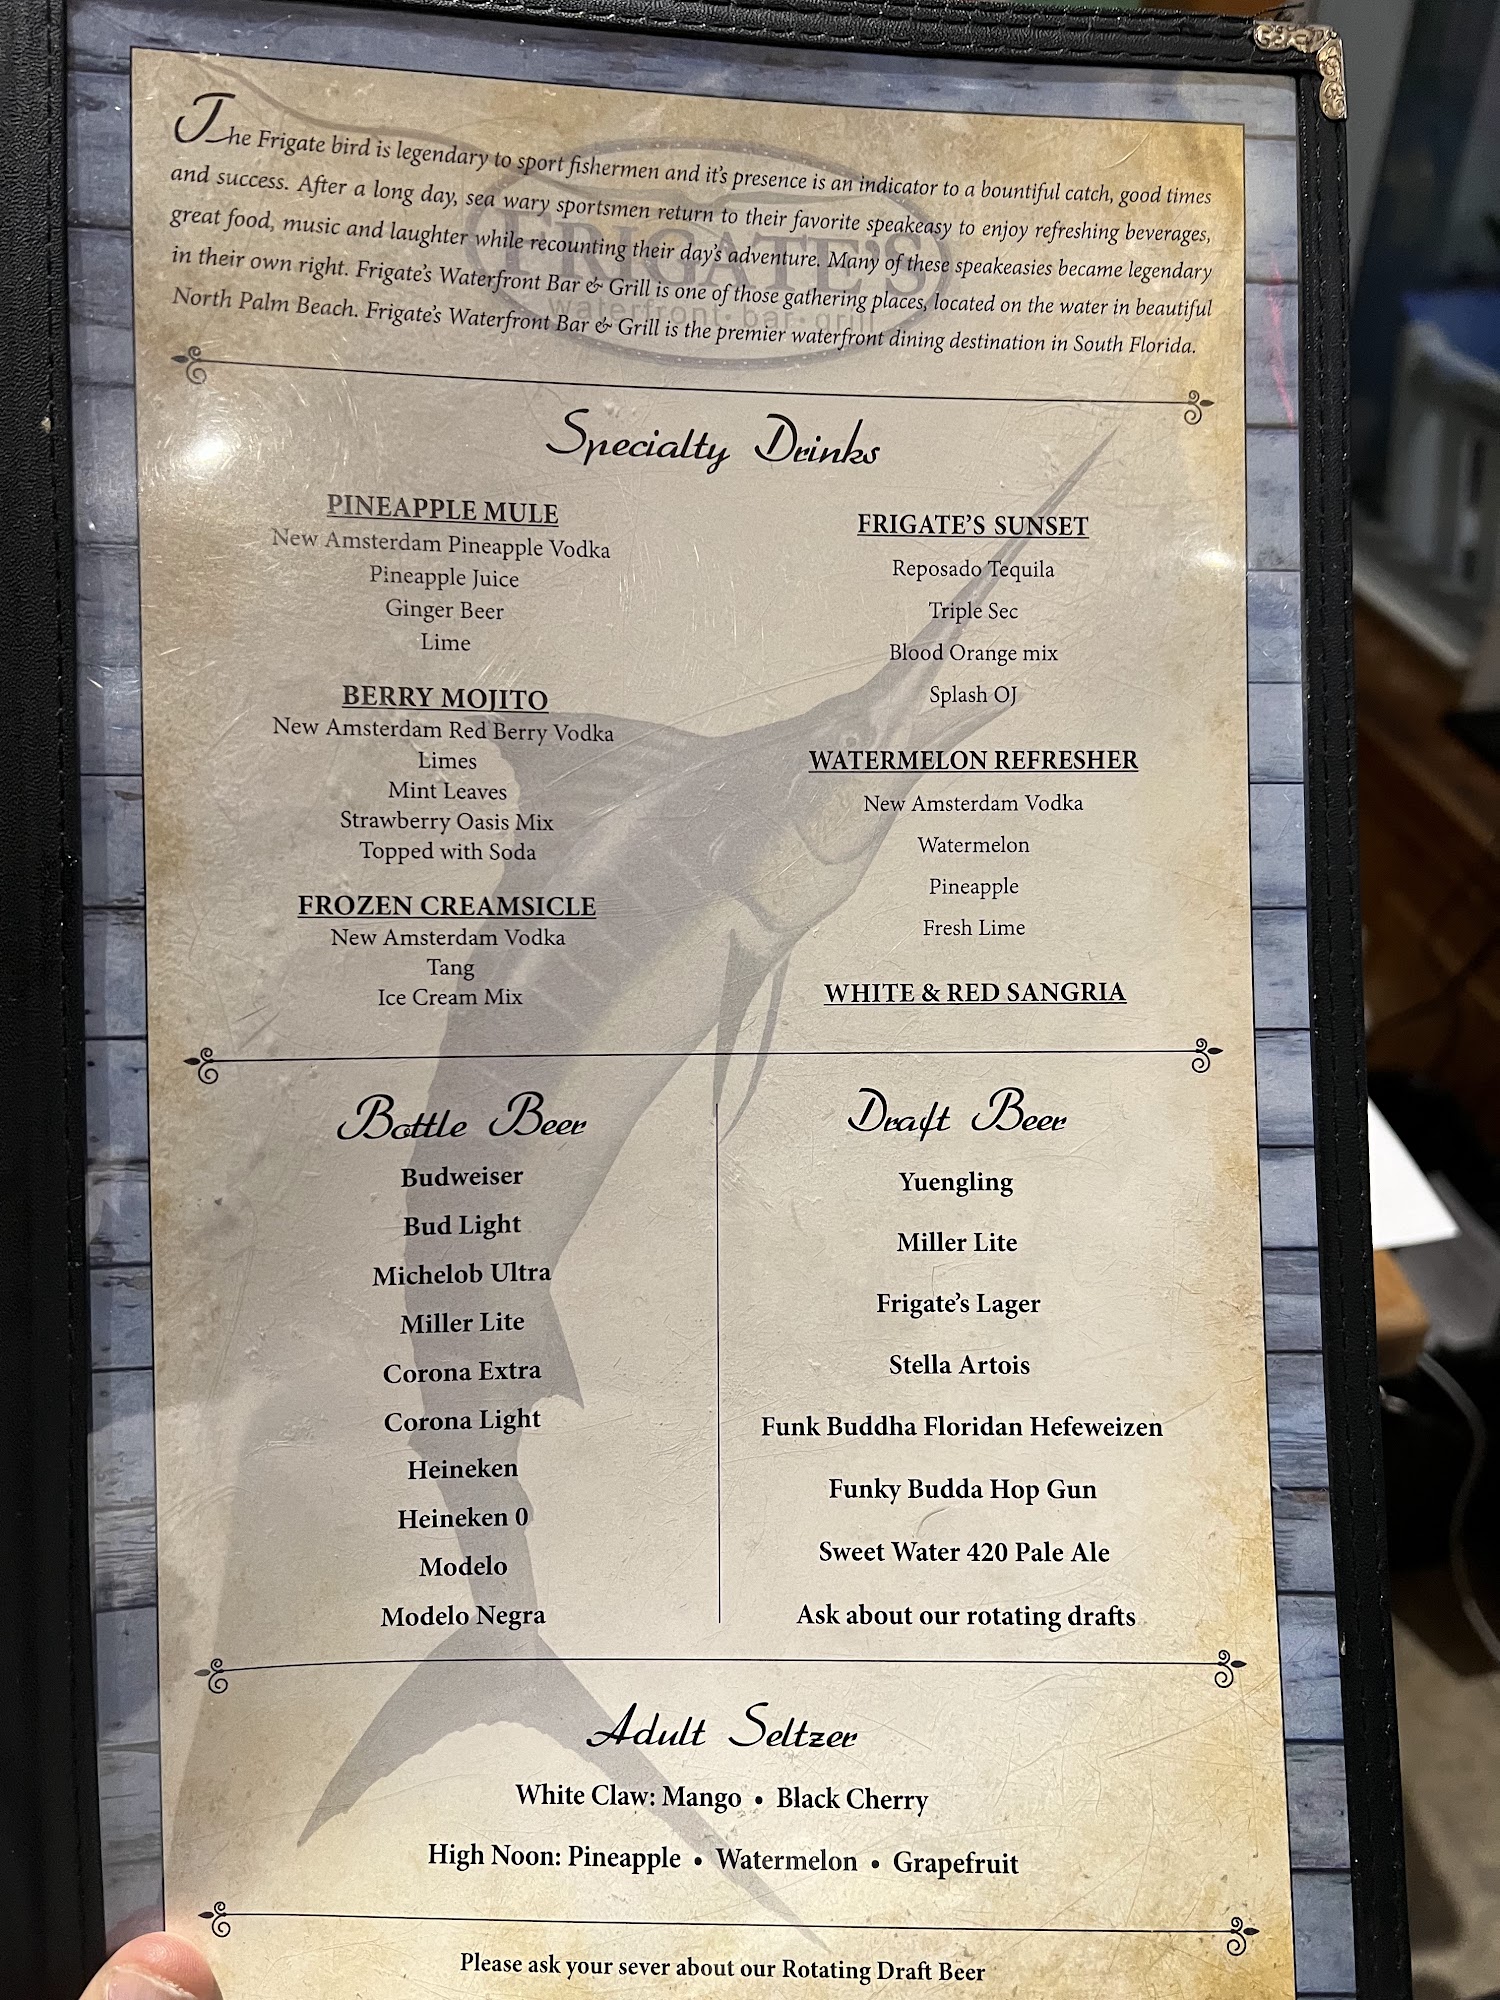 The Frigate bird is legendary to sport fishermen and it's presence is an indicator to a bountiful catch, good times
and success. After a long day, sea wary sportsmen return to their favorite speakeasy to enjoy refreshing beverages,
great food, music and laughter while recounting their day's adventure. Many of these speakeasies became legendary
in their own right. Frigate's Waterfront Bar & Grill is one of those gathering places, located on the water in beautiful
North Palm Beach. Frigate's Waterfront Bar & Grill is the premier waterfront dining destination in South Florida.
FRIGATE'S
waterfront·bar·grill
Specialty Drinks
PINEAPPLE MULE
New Amsterdam Pineapple Vodka
Pineapple Juice
Ginger Beer
Lime
BERRY MOJITO
New Amsterdam Red Berry Vodka
Limes
Mint Leaves
Strawberry Oasis Mix
Topped with Soda
FROZEN CREAMSICLE
New Amsterdam Vodka
Tang
Ice Cream Mix
FRIGATE'S SUNSET
Reposado Tequila
Triple Sec
Blood Orange mix
Splash OJ
WATERMELON REFRESHER
New Amsterdam Vodka
Watermelon
Pineapple
Fresh Lime
WHITE & RED SANGRIA
Bottle Beer
Budweiser
Bud Light
Michelob Ultra
Miller Lite
Corona Extra
Corona Light
Heineken
Heineken 0
Modelo
Modelo Negra
Draft Beer
Yuengling
Miller Lite
Frigate's Lager
Stella Artois
Funk Buddha Floridan Hefeweizen
Funky Budda Hop Gun
Sweet Water 420 Pale Ale
Ask about our rotating drafts
Adult Seltzer
White Claw: Mango • Black Cherry
High Noon: Pineapple • Watermelon • Grapefruit
Please ask your sever about our Rotating Draft Beer